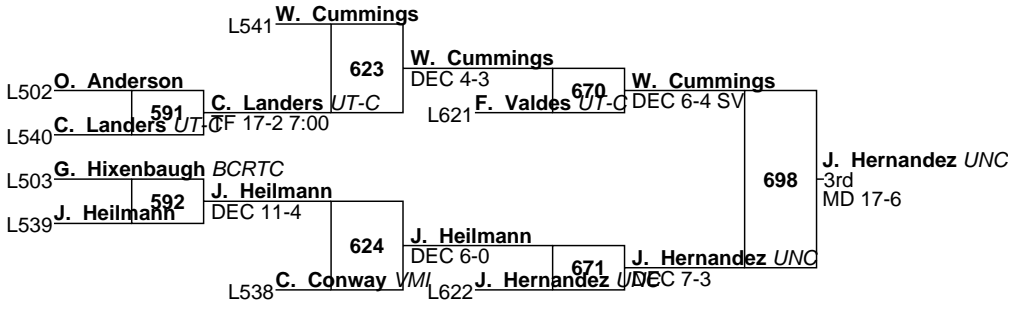 W. Cummings
L541
623
W. Cummings
DEC 4-3
O. Anderson
L502
591
C. Landers UT-C
TF 17-2 7:00
C. Landers UT-C
L540
670
W. Cummings
DEC 6-4 SV
F. Valdes UT-C
L621
G. Hixenbaugh BCRTC
L503
592
J. Heilmann
DEC 11-4
J. Heilmann
L539
698
J. Hernandez UNC
3rd
MD 17-6
624
J. Heilmann
DEC 6-0
C. Conway VMI
L538
671
J. Hernandez UNC
DEC 7-3
J. Hernandez UNC
L622